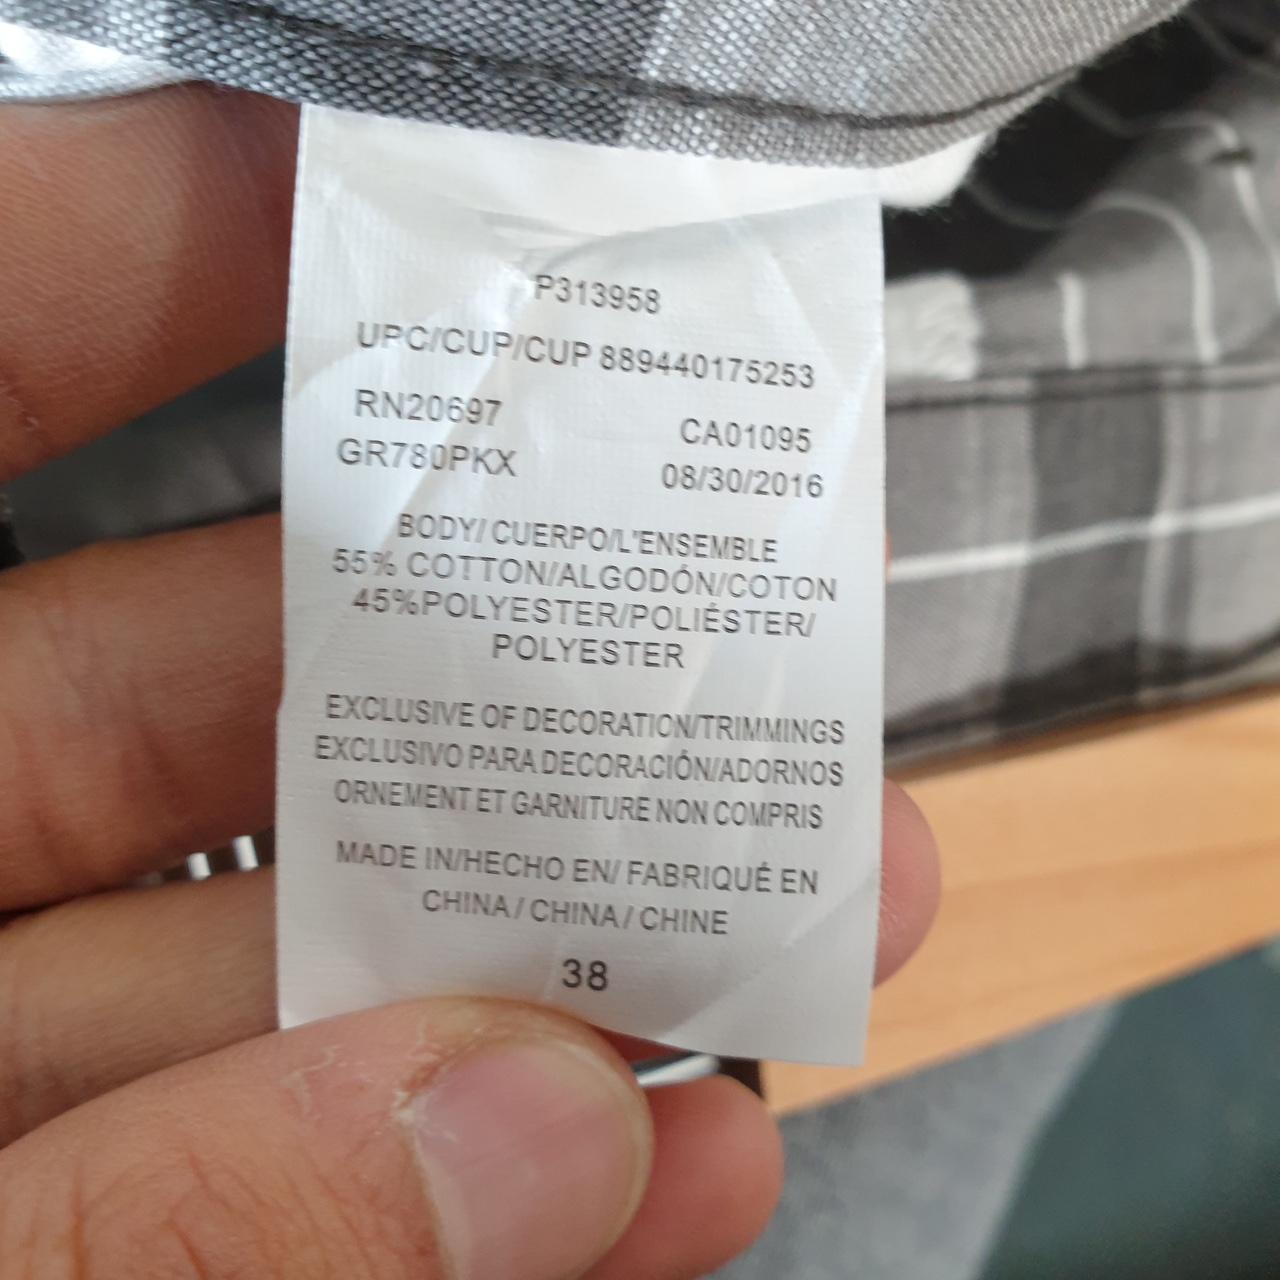 P313958
UPC/CUP/CUP 889440175253
RN20697 CA01095
GR780PKX 08/30/2016
BODY/ CUERPO/L'ENSEMBLE
55% COTTON/ALGODÓN/COTON
45%POLYESTER/POLIÉSTER/
POLYESTER
EXCLUSIVE OF DECORATION/TRIMMINGS
EXCLUSIVO PARA DECORACIÓN/ADORNOS
ORNEMENT ET GARNITURE NON COMPRIS
MADE IN/HECHO EN/ FABRIQUÉ EN
CHINA / CHINA / CHINE
38